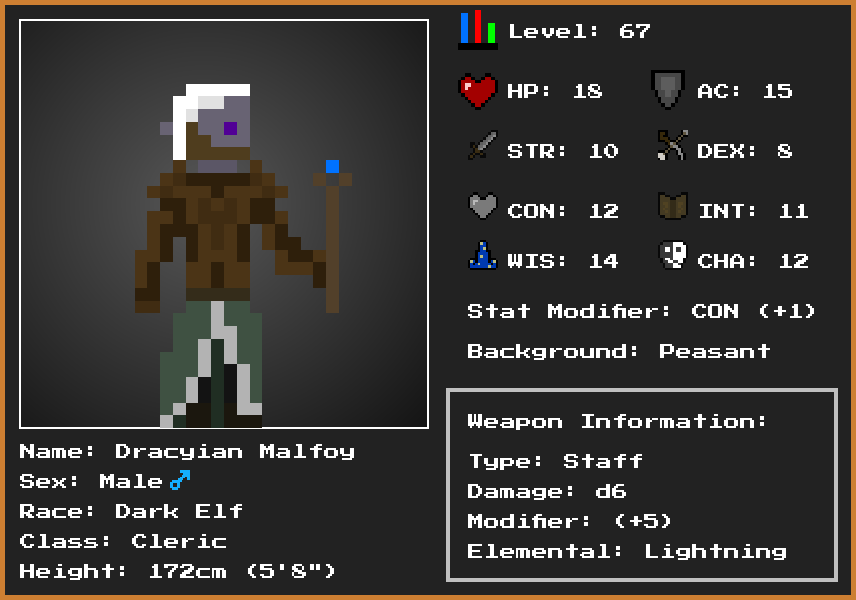 Level: 67
HP: 18
AC: 15
STR: 10
DEX: 8
CON: 12
INT: 11
WIS: 14
CHA: 12
Stat Modifier: CON (+1)
Background: Peasant
Weapon Information:
Type: Staff
Damage: d6
Modifier: (+5)
Elemental: Lightning
Name: Dracyian Malfoy
Sex: Male ♂
Race: Dark Elf
Class: Cleric
Height: 172cm (5'8")